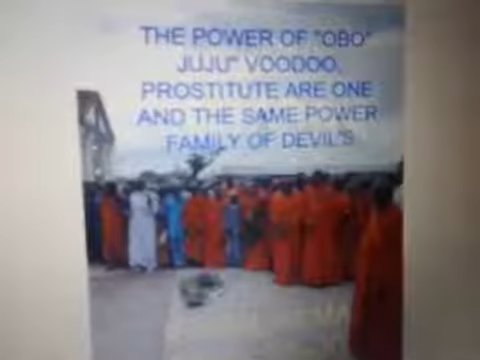 THE POWER OF "OBO"
JUJU" VOODOO,
PROSTITUTE ARE ONE
AND THE SAME POWER
FAMILY OF DEVIL'S